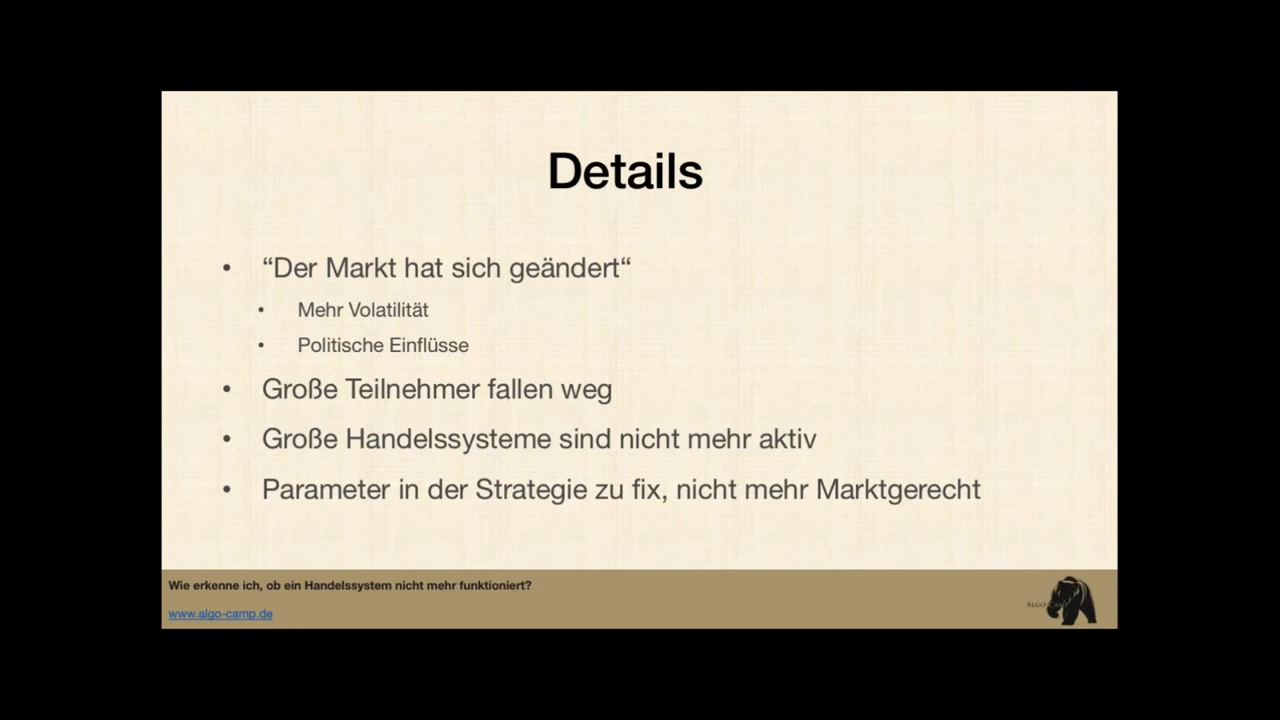 Details
• “Der Markt hat sich geändert“
• Mehr Volatilität
• Politische Einflüsse
• Große Teilnehmer fallen weg
• Große Handelssysteme sind nicht mehr aktiv
• Parameter in der Strategie zu fix, nicht mehr Marktgerecht
Wie erkenne ich, ob ein Handelssystem nicht mehr funktioniert?
www.algo-camp.de